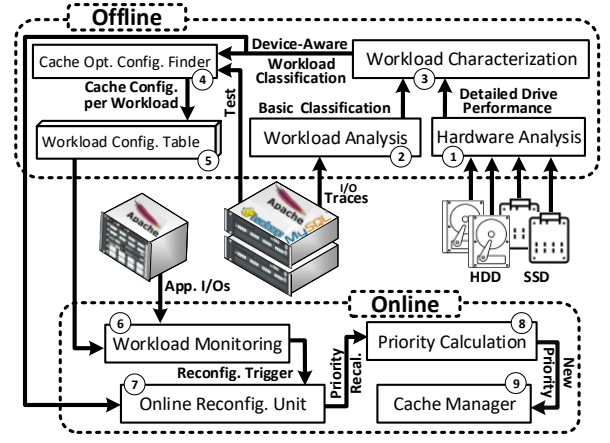 Offline
Cache Opt. Config. Finder
4
Device-Aware
Workload
Classification
Workload Characterization
3
Cache Config.
per Workload
Test
Basic Classification
Detailed Drive
Performance
Workload Config. Table
5
Workload Analysis
2
Hardware Analysis
1
I/O
Traces
Apache
Apache
MySQL
HDD
SSD
App. I/Os
Online
6
Workload Monitoring
Reconfig. Trigger
7
Online Reconfig. Unit
Priority
Recal.
8
Priority Calculation
New
Priority
9
Cache Manager